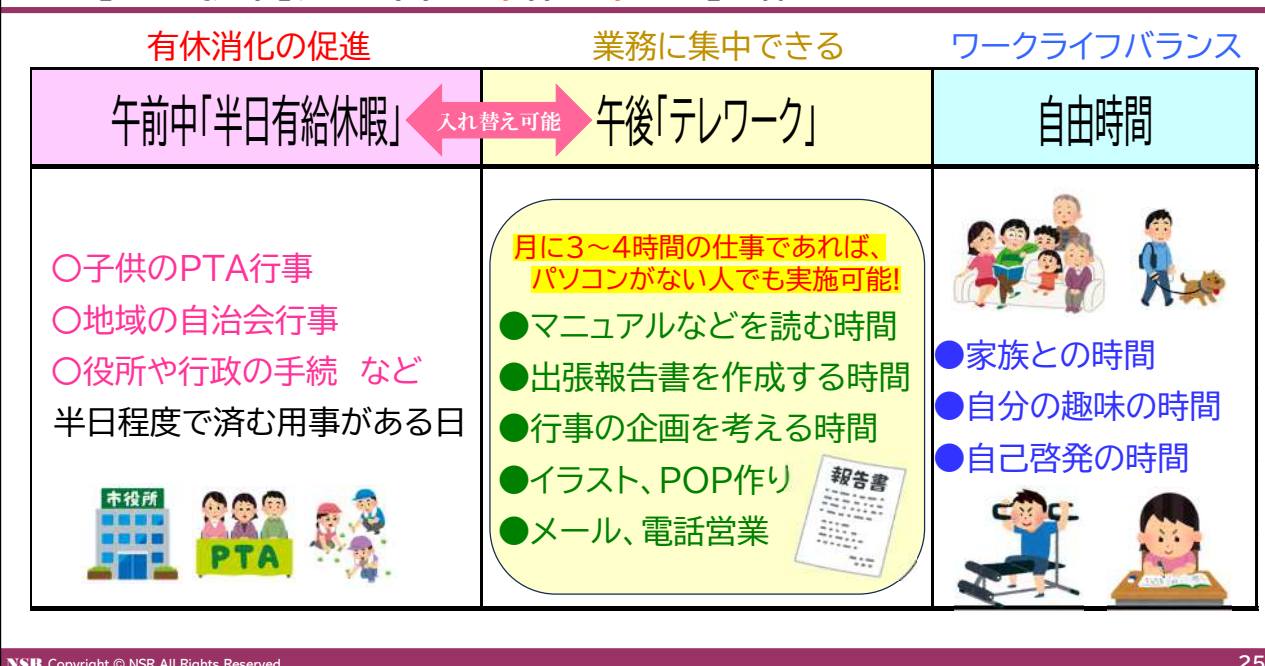 有休消化の促進
業務に集中できる
ワークライフバランス
午前中「半日有給休暇」
入れ替え可能
午後「テレワーク」
自由時間
〇子供のPTA行事
〇地域の自治会行事
〇役所や行政の手続 など
半日程度で済む用事がある日
市役所
PTA
月に3~4時間の仕事であれば、
パソコンがない人でも実施可能!
●マニュアルなどを読む時間
●出張報告書を作成する時間
●行事の企画を考える時間
●イラスト、POP作り
●メール、電話営業
報告書
●家族との時間
●自分の趣味の時間
●自己啓発の時間
NSR Copyright © NSR All Rights Reserved
25